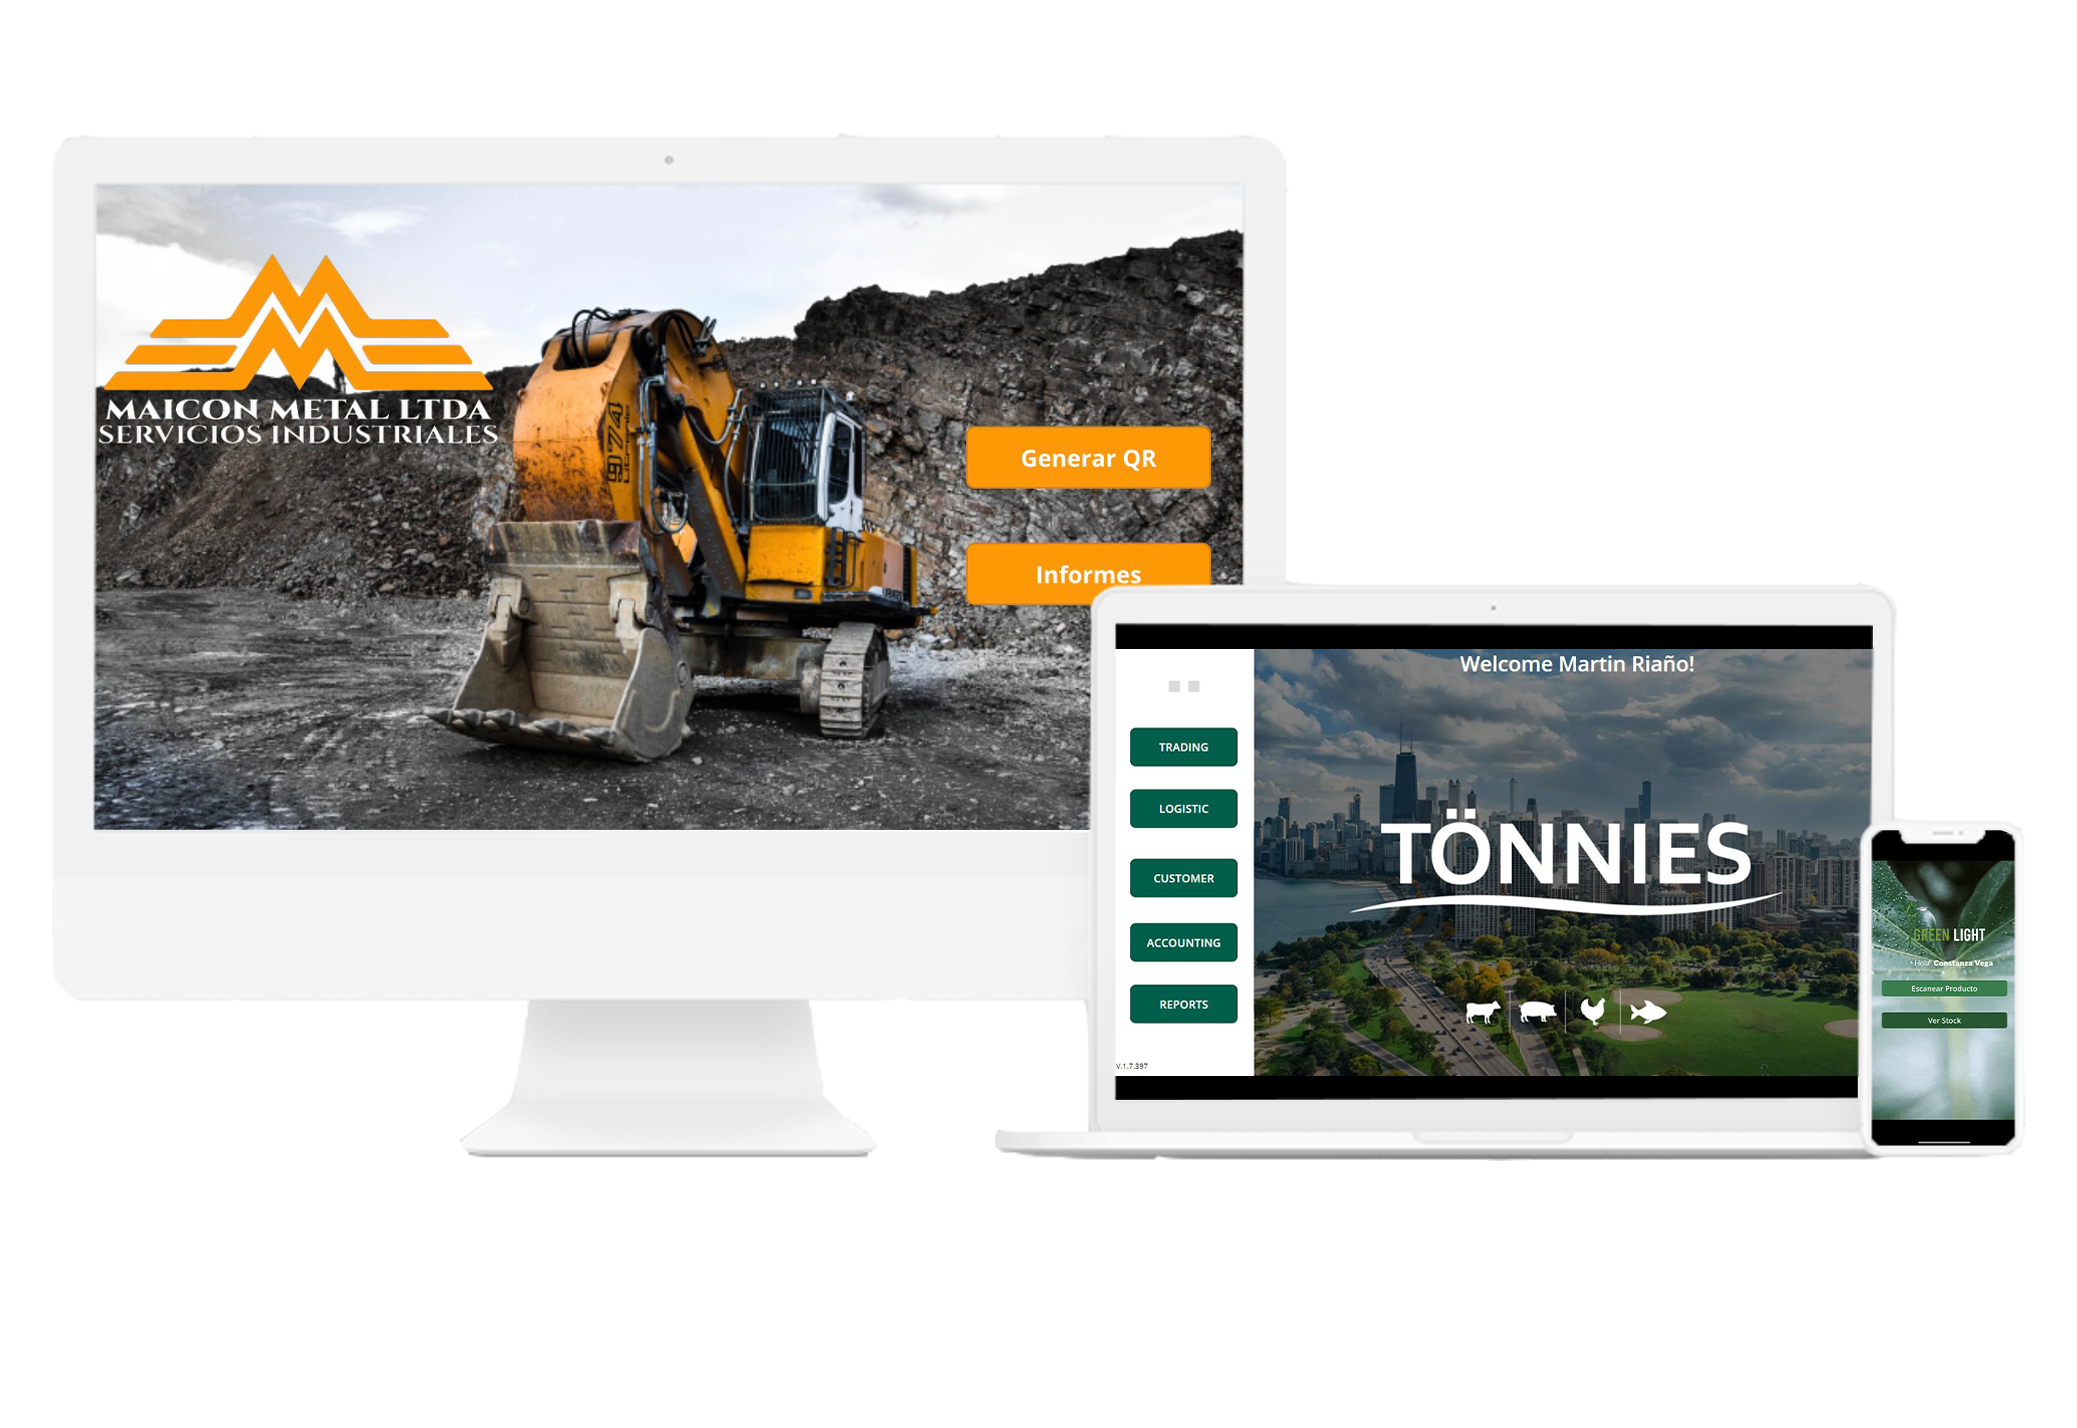 MAICON METAL LTDA
SERVICIOS INDUSTRIALES
974
Generar QR
Informes
Welcome Martin Riaño!
TRADING
LOGISTIC
CUSTOMER
ACCOUNTING
REPORTS
V.1.7.397
TÖNNIES
GREEN LIGHT
Hola Constanza Vega
Escanear Producto
Ver Stock